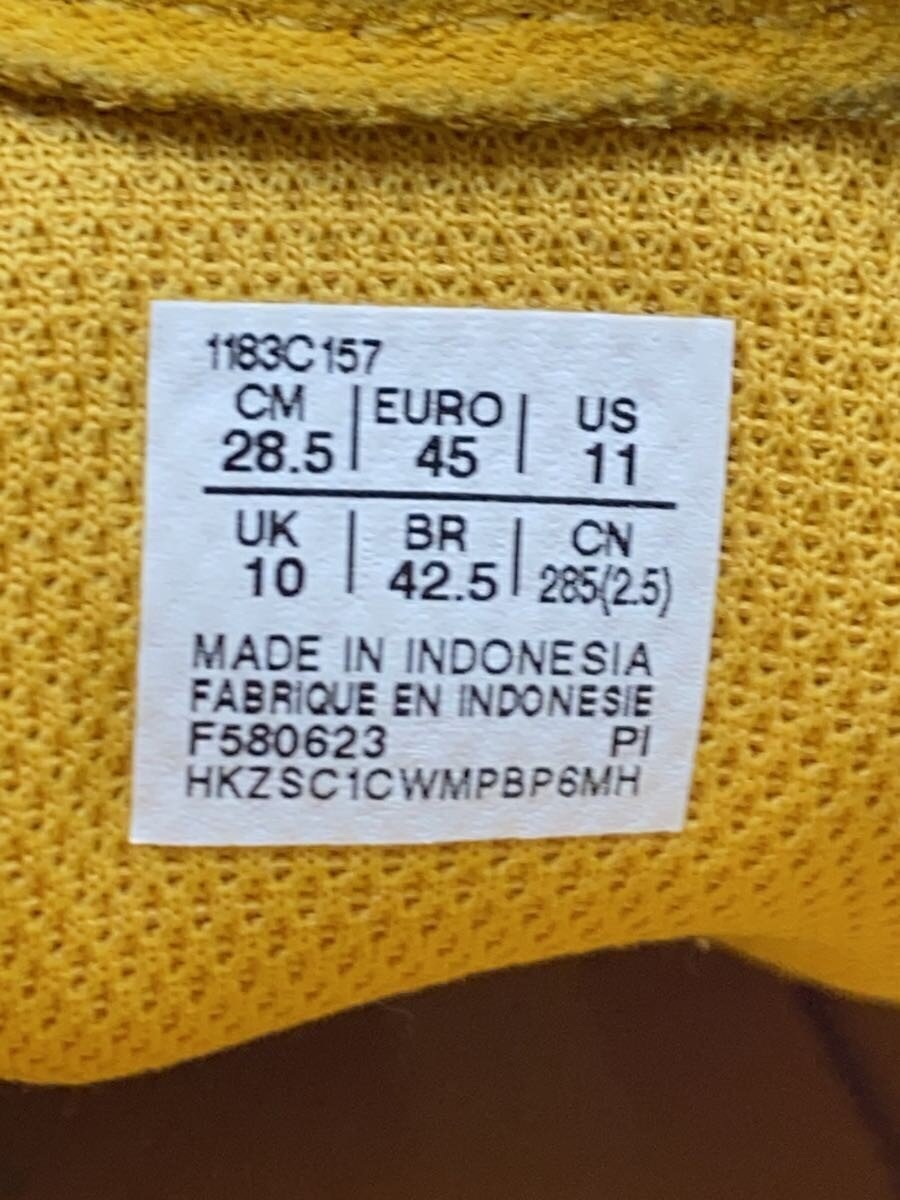 1183C157
CM | EURO | US
28.5 | 45 | 11
UK | BR | CN
10 | 42.5 | 285(2.5)
MADE IN INDONESIA
FABRIQUE EN INDONESIE
F580623 PI
HKZSC1CWMPBP6MH